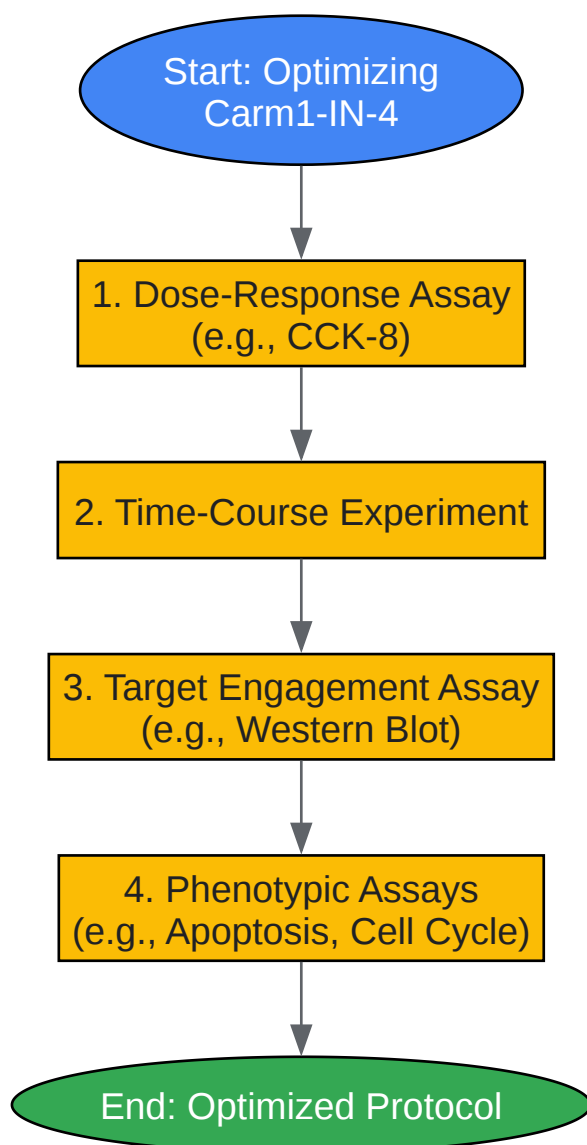 Start: Optimizing
Carm1-IN-4
1. Dose-Response Assay
(e.g., CCK-8)
2. Time-Course Experiment
3. Target Engagement Assay
(e.g., Western Blot)
4. Phenotypic Assays
(e.g., Apoptosis, Cell Cycle)
End: Optimized Protocol